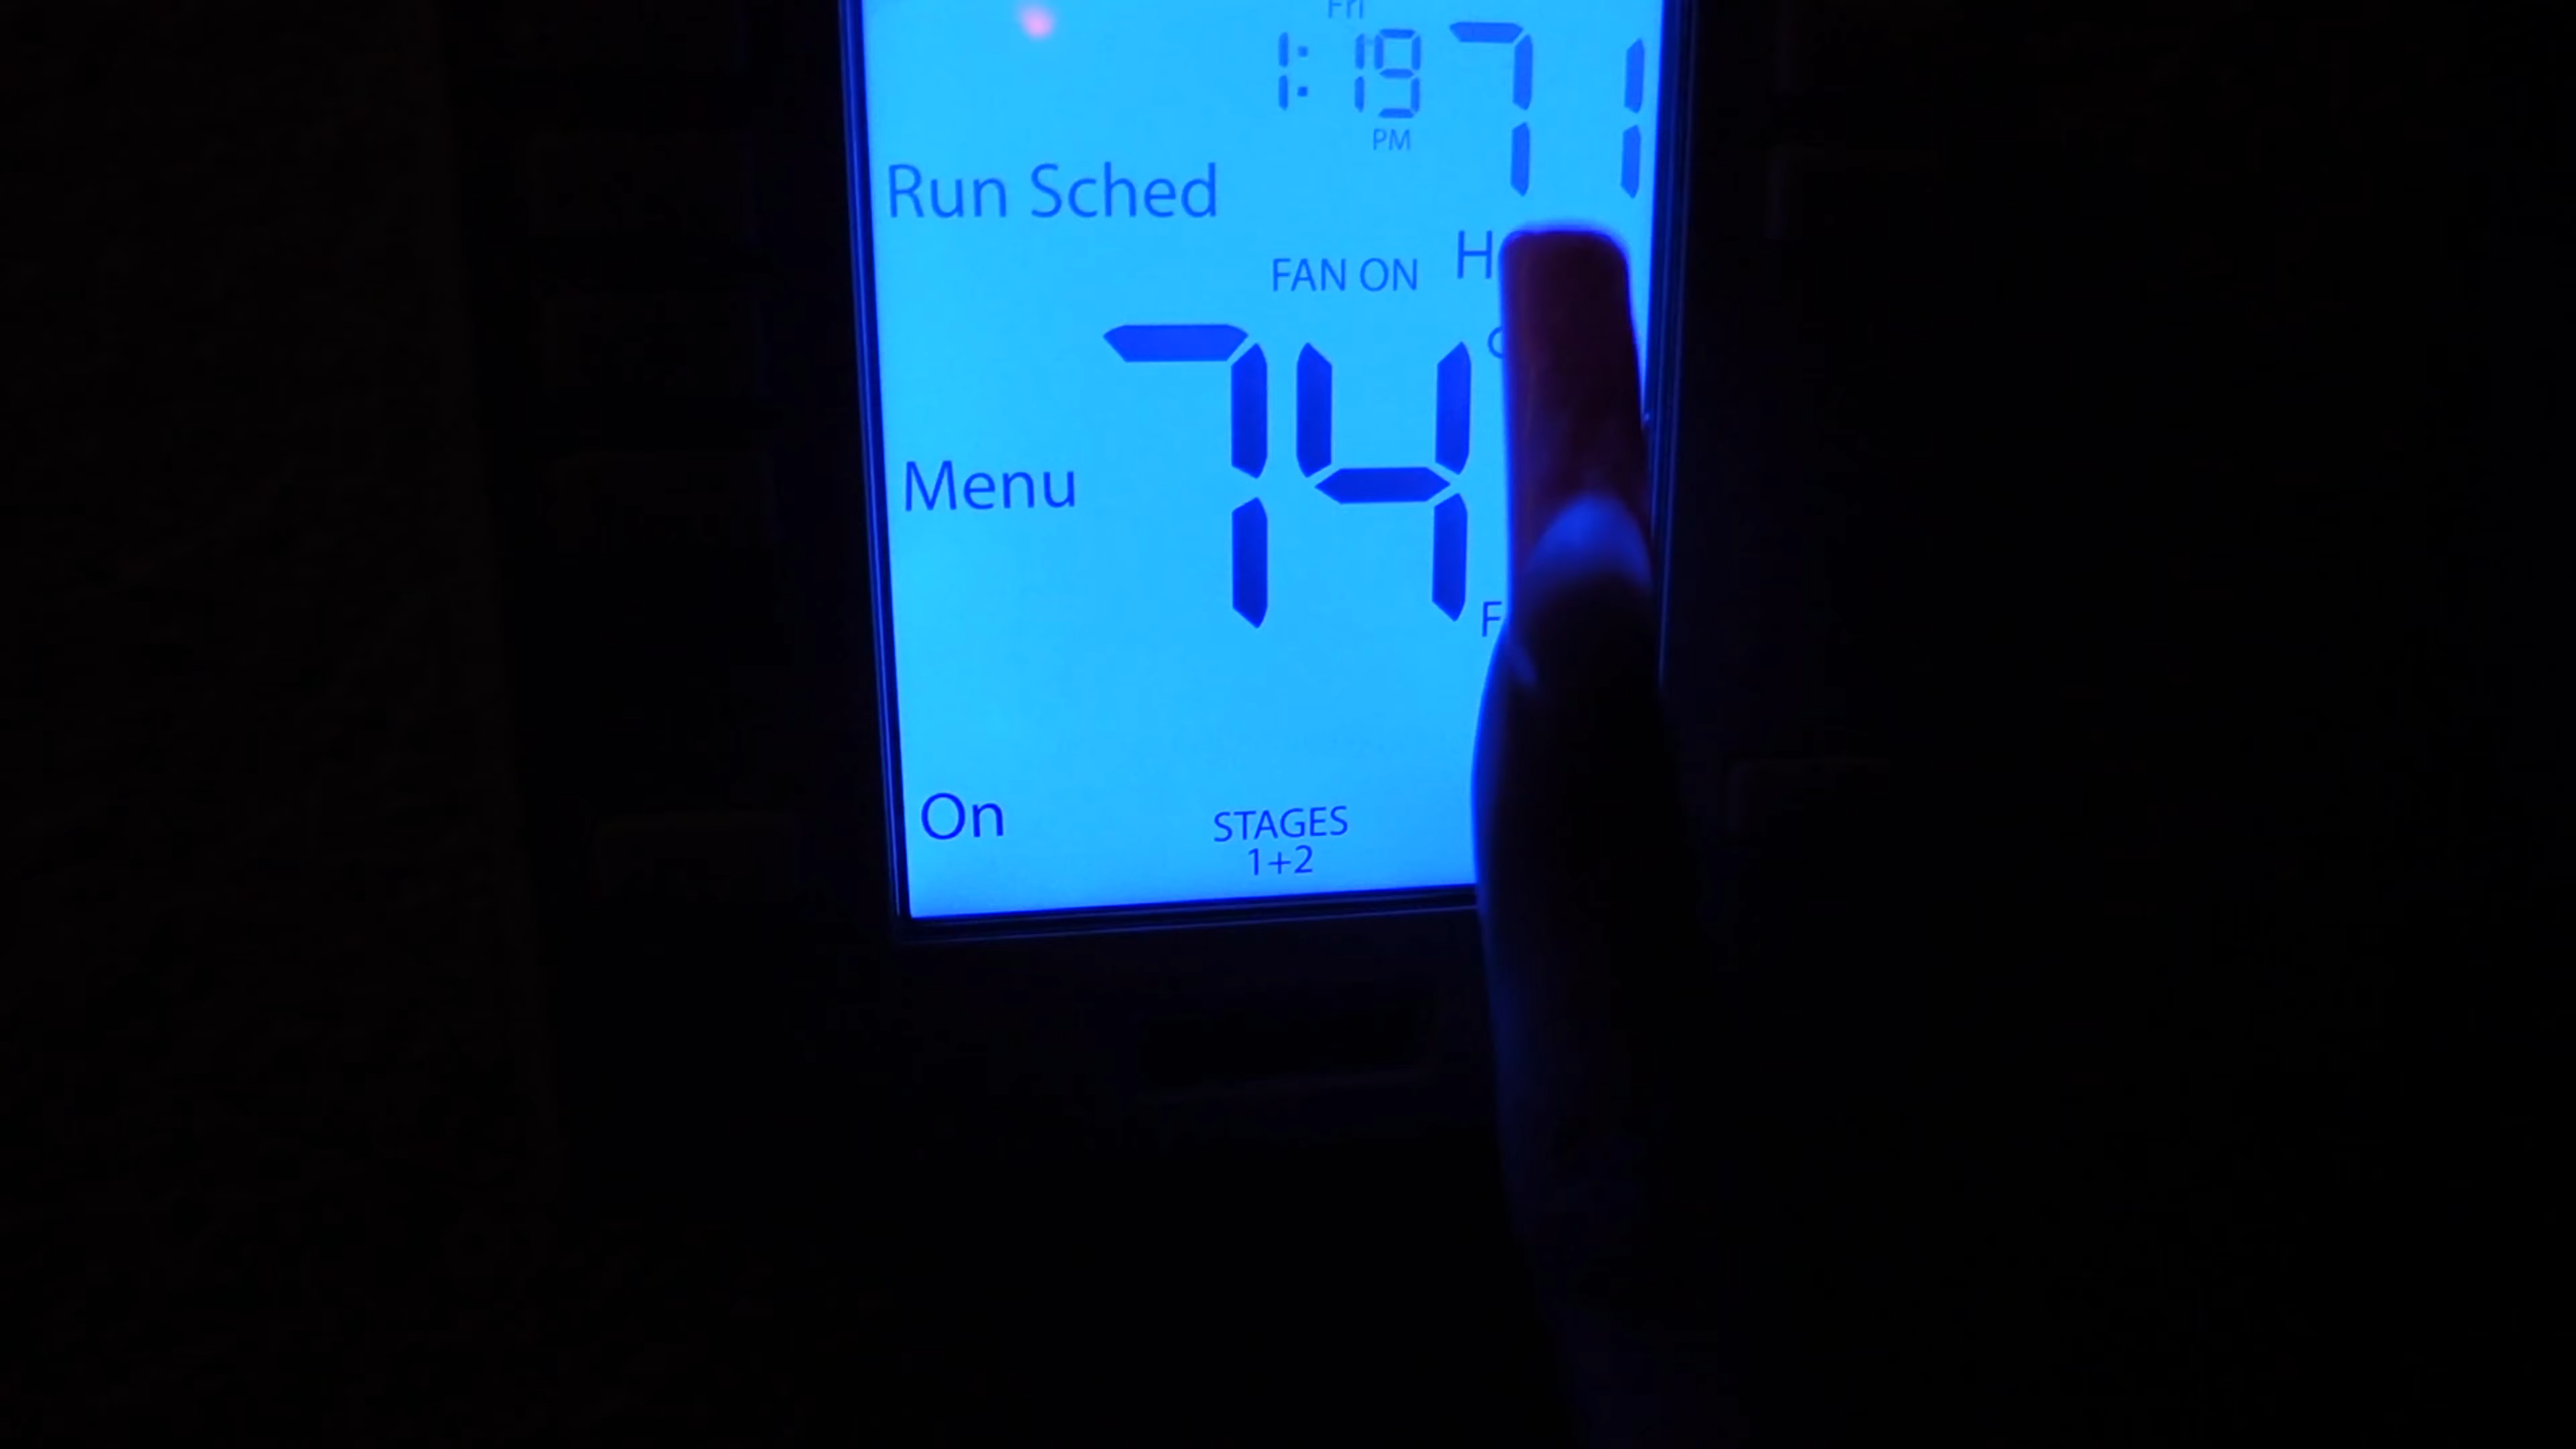 Fri
1:19 71
PM
Run Sched
FAN ON
74
Menu
On
STAGES
1+2